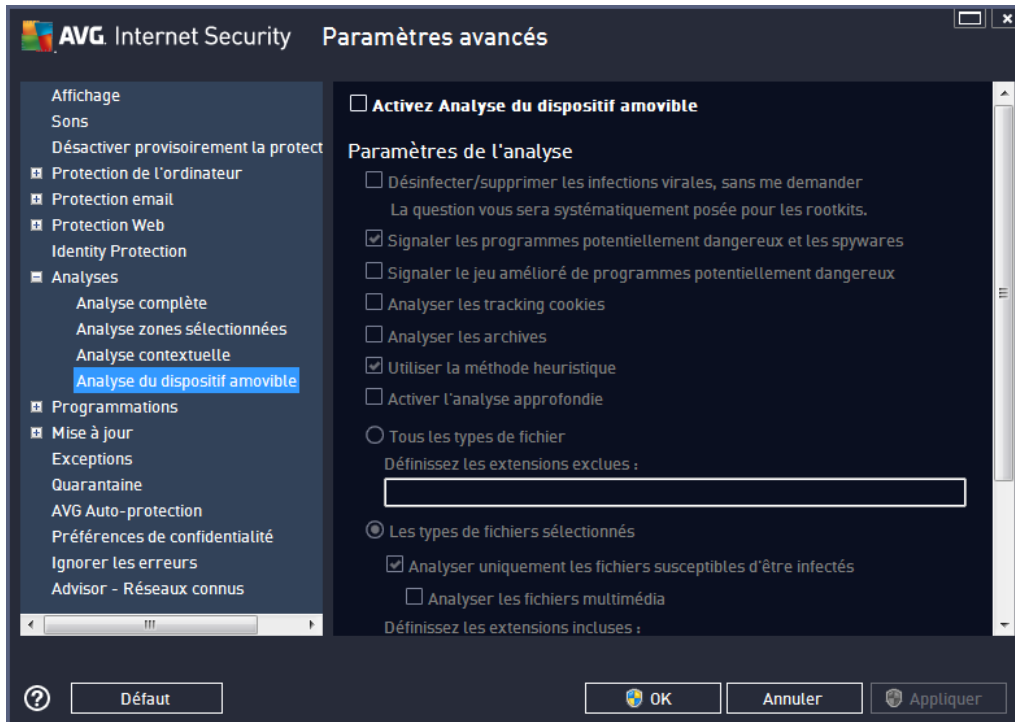 AVG. Internet Security Paramètres avancés
Affichage
Sons
Désactiver provisoirement la protect
Protection de l'ordinateur
Protection email
Protection Web
Identity Protection
Analyses
Analyse complète
Analyse zones sélectionnées
Analyse contextuelle
Analyse du dispositif amovible
Programmations
Mise à jour
Exceptions
Quarantaine
AVG Auto-protection
Préférences de confidentialité
Ignorer les erreurs
Advisor - Réseaux connus
Activez Analyse du dispositif amovible
Paramètres de l'analyse
Désinfecter/supprimer les infections virales, sans me demander
La question vous sera systématiquement posée pour les rootkits.
Signaler les programmes potentiellement dangereux et les spywares
Signaler le jeu amélioré de programmes potentiellement dangereux
Analyser les tracking cookies
Analyser les archives
Utiliser la méthode heuristique
Activer l'analyse approfondie
Tous les types de fichier
Définissez les extensions exclues :
Les types de fichiers sélectionnés
Analyser uniquement les fichiers susceptibles d'être infectés
Analyser les fichiers multimédia
Définissez les extensions incluses :
? Défaut OK Annuler Appliquer